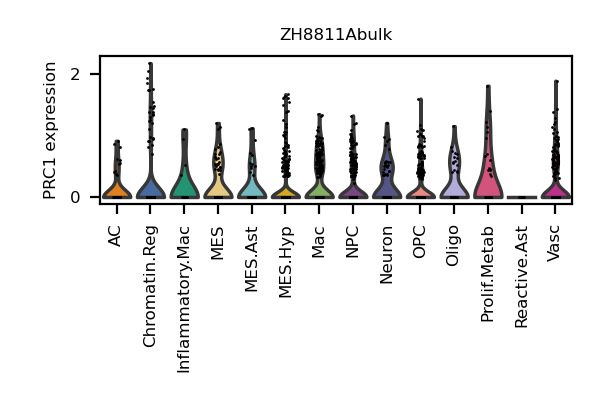 ZH8811Abulk
PRC1 expression
2
0
AC
Chromatin.Reg
Inflammatory.Mac
MES
MES.Ast
MES.Hyp
Mac
NPC
Neuron
OPC
Oligo
Prolif.Metab
Reactive.Ast
Vasc